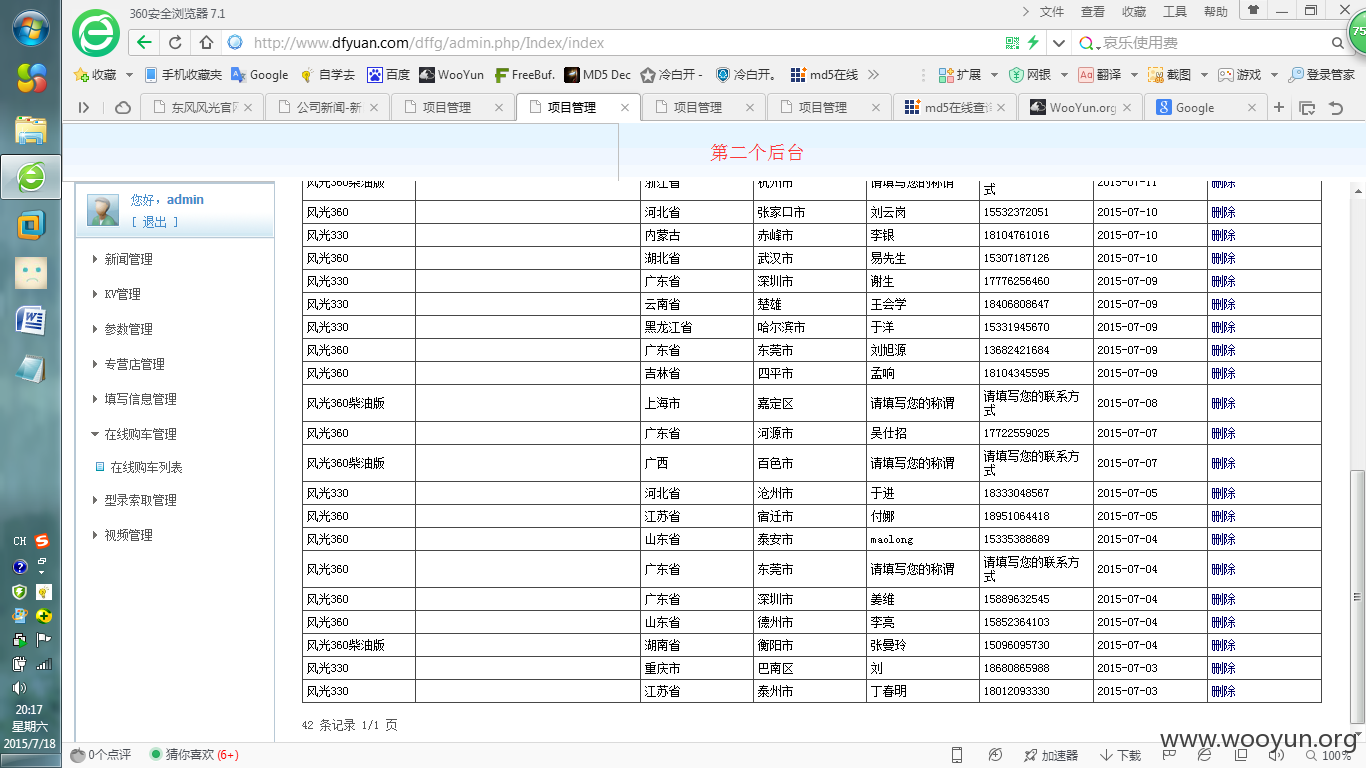 360安全浏览器 7.1
文件 查看 收藏 工具 帮助
75
http://www.dfyuan.com/dffg/admin.php/Index/index
哀乐使用费
收藏 手机收藏夹 Google 自学去 百度 WooYun FreeBuf. MD5 Dec 冷白开 - 冷白开。 md5在线 扩展 网银 翻译 截图 游戏 登录管家
东风风光官网 公司新闻-新 项目管理 项目管理 项目管理 项目管理 md5在线查询 WooYun.org Google
第二个后台
您好，admin
[ 退出 ]
新闻管理
KV管理
参数管理
专营店管理
填写信息管理
在线购车管理
在线购车列表
型录索取管理
视频管理
风光360柴油版 浙江省 杭州市 请填写您的称谓 式 2015-07-11 删除
风光360 河北省 张家口市 刘云岗 15532372051 2015-07-10 删除
风光330 内蒙古 赤峰市 李银 18104761016 2015-07-10 删除
风光360 湖北省 武汉市 易先生 15307187126 2015-07-10 删除
风光330 广东省 深圳市 谢生 17776256460 2015-07-09 删除
风光330 云南省 楚雄 王会学 18406808647 2015-07-09 删除
风光330 黑龙江省 哈尔滨市 于洋 15331945670 2015-07-09 删除
风光360 广东省 东莞市 刘旭源 13682421684 2015-07-09 删除
风光360 吉林省 四平市 孟响 18104345595 2015-07-09 删除
风光360柴油版 上海市 嘉定区 请填写您的称谓 请填写您的联系方式 2015-07-08 删除
风光360 广东省 河源市 吴仕招 17722559025 2015-07-07 删除
风光360柴油版 广西 百色市 请填写您的称谓 请填写您的联系方式 2015-07-07 删除
风光330 河北省 沧州市 于进 18333048567 2015-07-05 删除
风光360 江苏省 宿迁市 付娜 18951064418 2015-07-05 删除
风光360 山东省 泰安市 maolong 15335388689 2015-07-04 删除
风光360 广东省 东莞市 请填写您的称谓 请填写您的联系方式 2015-07-04 删除
风光360 广东省 深圳市 姜维 15889632545 2015-07-04 删除
风光360 山东省 德州市 李亮 15852364103 2015-07-04 删除
风光360柴油版 湖南省 衡阳市 张曼玲 15096095730 2015-07-04 删除
风光330 重庆市 巴南区 刘 18680865988 2015-07-03 删除
风光330 江苏省 泰州市 丁春明 18012093330 2015-07-03 删除
42 条记录 1/1 页
CH
20:17
星期六
2015/7/18
0个点评 猜你喜欢 (6+) 加速器 下载 100%
www.wooyun.org